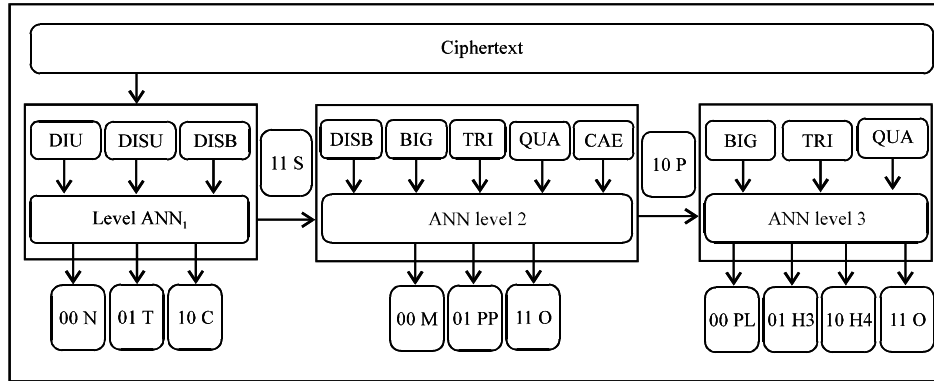 Ciphertext
DIU DISU DISB
11 S
DISB BIG TRI QUA CAE
10 P
BIG TRI QUA
Level ANN₁
ANN level 2
ANN level 3
00 N 01 T 10 C
00 M 01 PP 11 O
00 PL 01 H3 10 H4 11 O